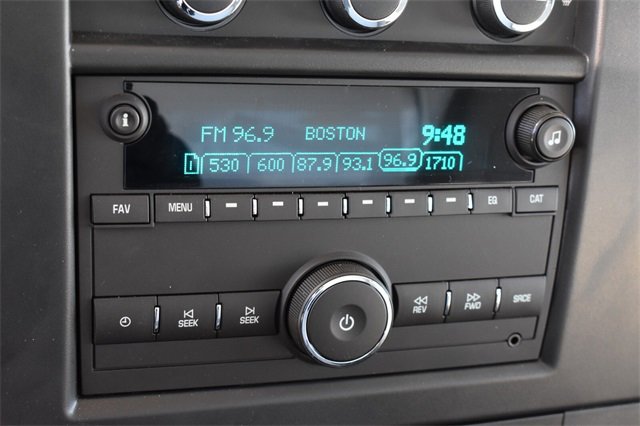 FM 96.9 BOSTON 9:48
1 530 600 87.9 93.1 96.9 1710
FAV MENU EQ CAT
SEEK SEEK REV FWD SRCE